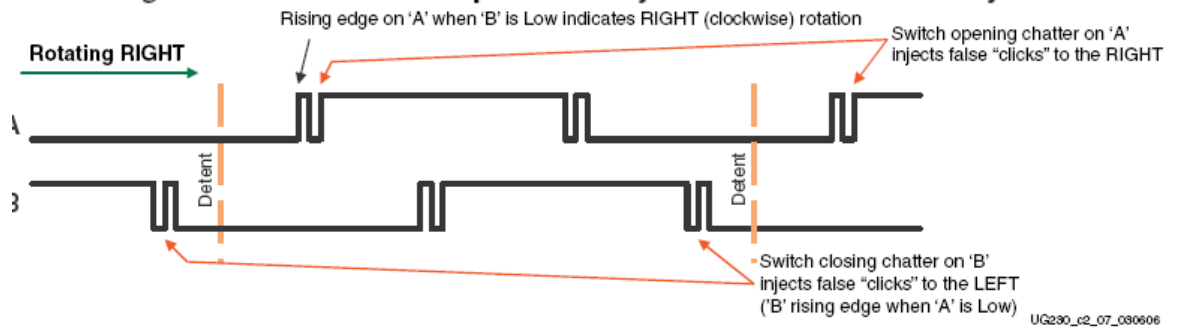 Rising edge on ‘A’ when ‘B’ is Low indicates RIGHT (clockwise) rotation
Rotating RIGHT
Switch opening chatter on ‘A’
injects false “clicks” to the RIGHT
A
Detent
Detent
B
Switch closing chatter on ‘B’
injects false “clicks” to the LEFT
(’B’ rising edge when ‘A’ is Low)
UG230_c2_07_030606